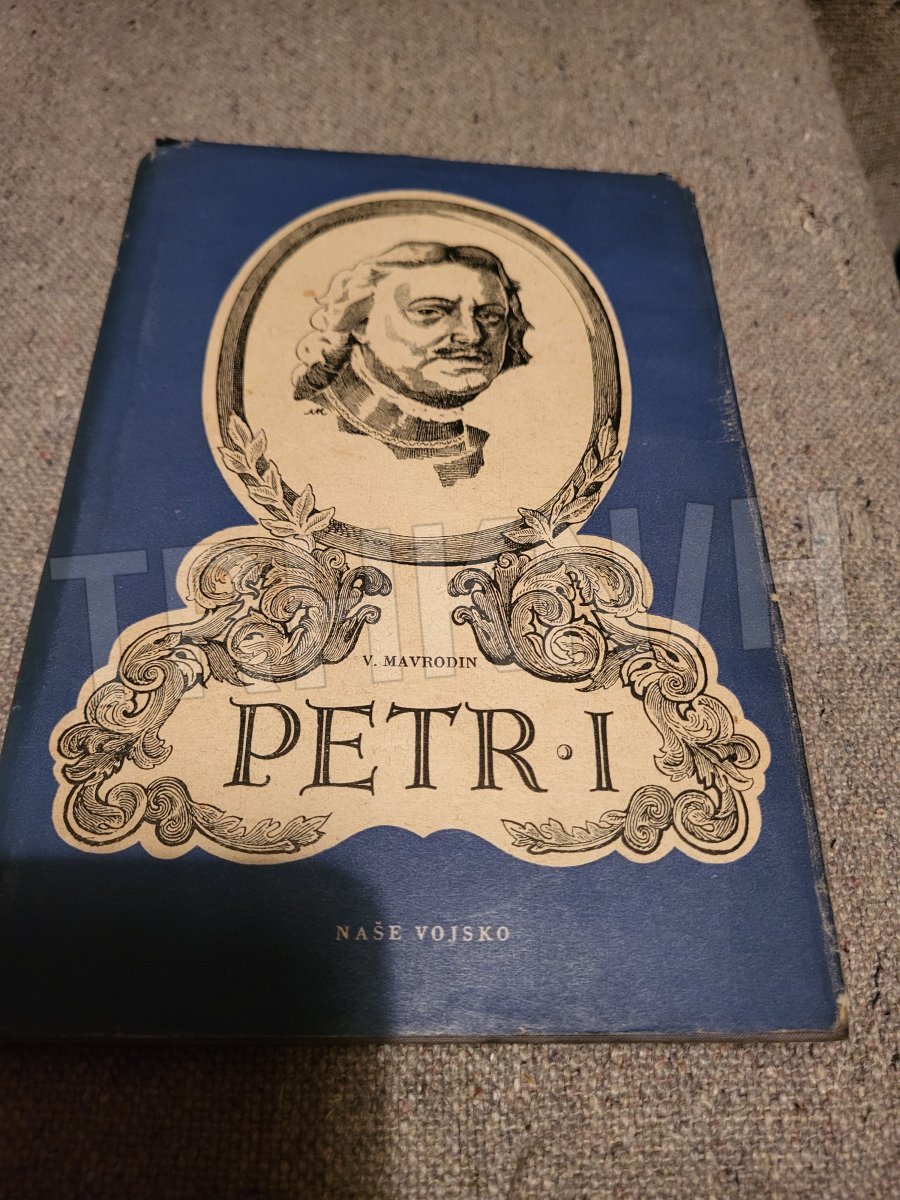 V. MAVRODIN
PETR · I
NAŠE VOJSKO